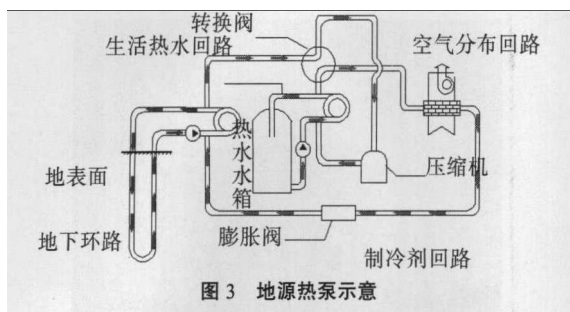 转换阀
生活热水回路
空气分布回路
热水水箱
地表面
压缩机
地下环路
膨胀阀
制冷剂回路
图 3 地源热泵示意